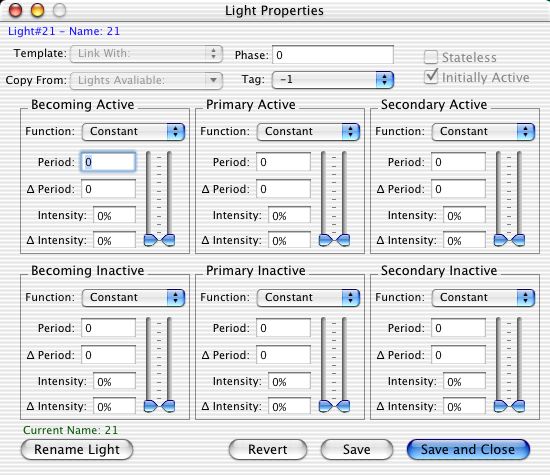 Light Properties
Light#21 - Name: 21
Template: Link With: Phase: 0 Stateless
Copy From: Lights Avaliable: Tag: -1 Initially Active
Becoming Active Primary Active Secondary Active
Function: Constant Function: Constant Function: Constant
Period: 0 Period: 0 Period: 0
Δ Period: 0 Δ Period: 0 Δ Period: 0
Intensity: 0% Intensity: 0% Intensity: 0%
Δ Intensity: 0% Δ Intensity: 0% Δ Intensity: 0%
Becoming Inactive Primary Inactive Secondary Inactive
Function: Constant Function: Constant Function: Constant
Period: 0 Period: 0 Period: 0
Δ Period: 0 Δ Period: 0 Δ Period: 0
Intensity: 0% Intensity: 0% Intensity: 0%
Δ Intensity: 0% Δ Intensity: 0% Δ Intensity: 0%
Current Name: 21
Rename Light Revert Save Save and Close